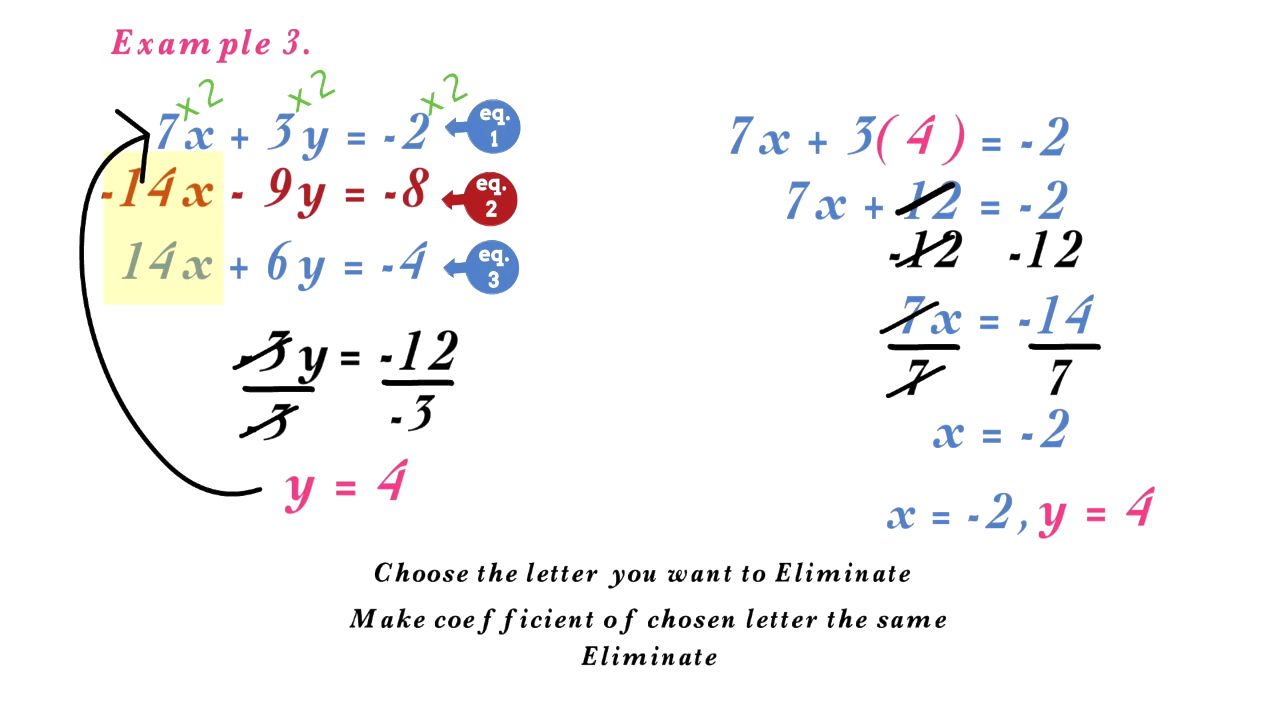 Example 3.
x2 x2 x2
7x + 3y = -2 eq. 1
-14x - 9y = -8 eq. 2
14x + 6y = -4 eq. 3
-3y = -12
-3 -3
y = 4
7x + 3(4) = -2
7x + 12 = -2
-12 -12
7x = -14
7 7
x = -2
x = -2, y = 4
Choose the letter you want to Eliminate
Make coefficient of chosen letter the same
Eliminate